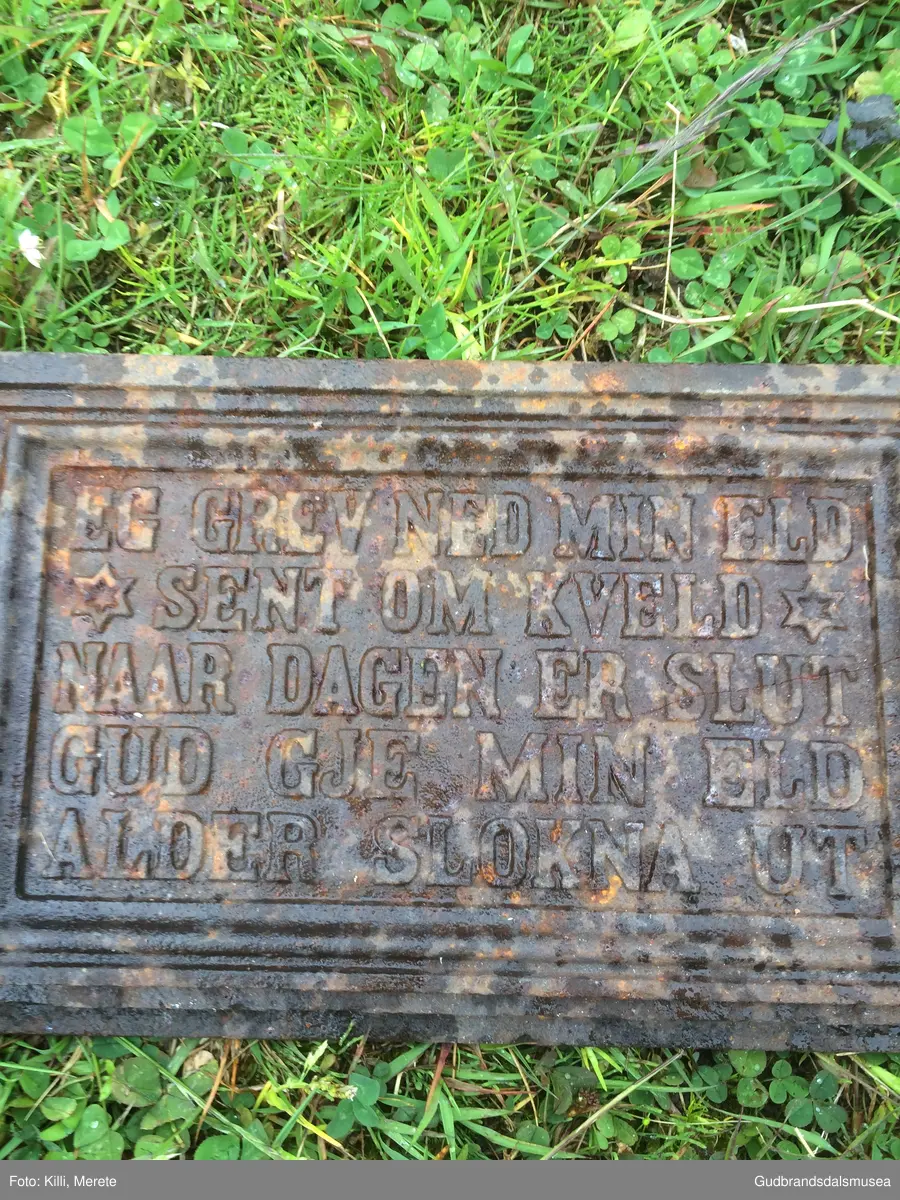 EG GREV NED MIN ELD
SENT OM KVELD
NAAR DAGEN ER SLUT
GUD GJE MIN ELD
ALDER SLOKNA UT
Foto: Killi, Merete
Gudbrandsdalsmusea